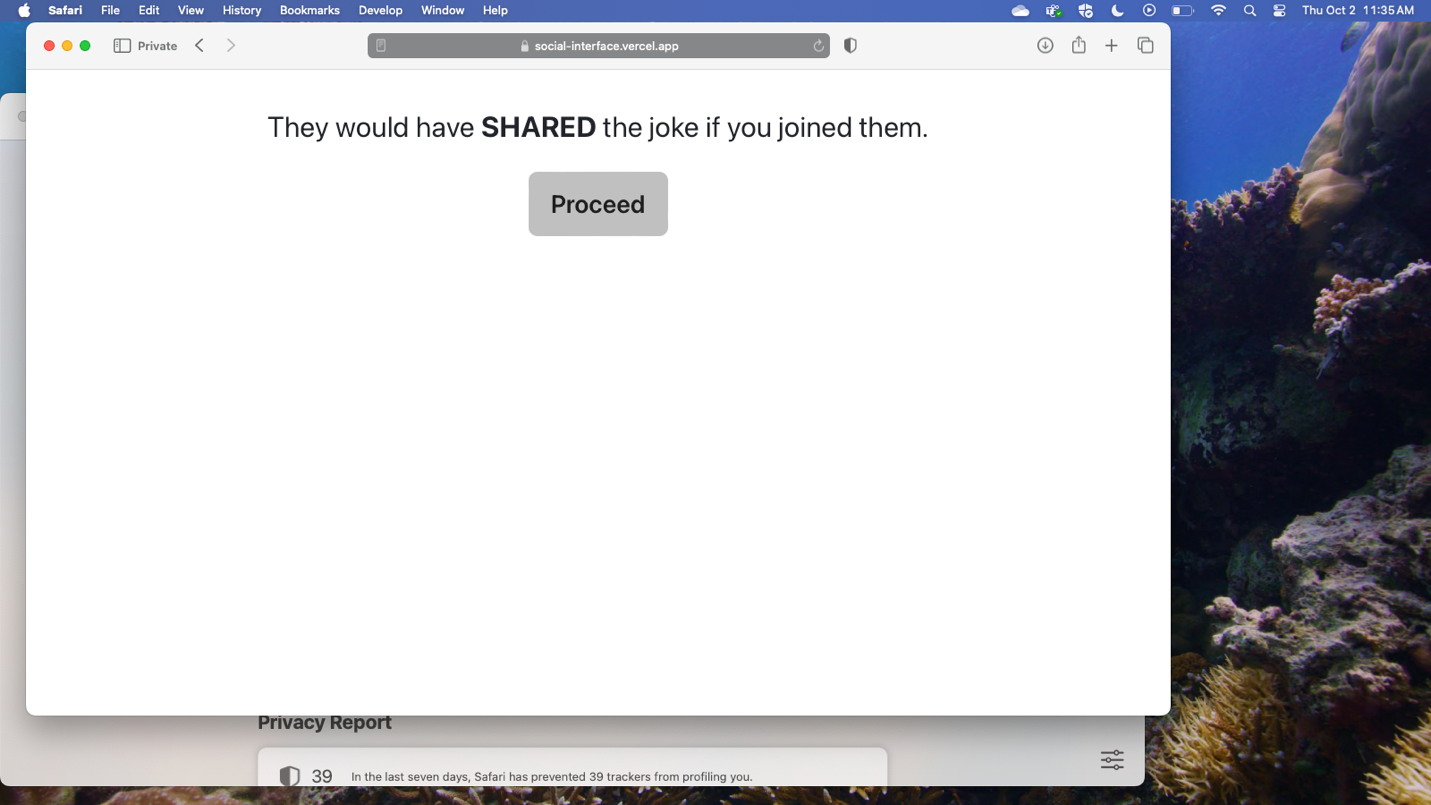 Safari File Edit View History Bookmarks Develop Window Help Thu Oct 2 11:35 AM
Private social-interface.vercel.app
They would have SHARED the joke if you joined them.
Proceed
Privacy Report
39 In the last seven days, Safari has prevented 39 trackers from profiling you.